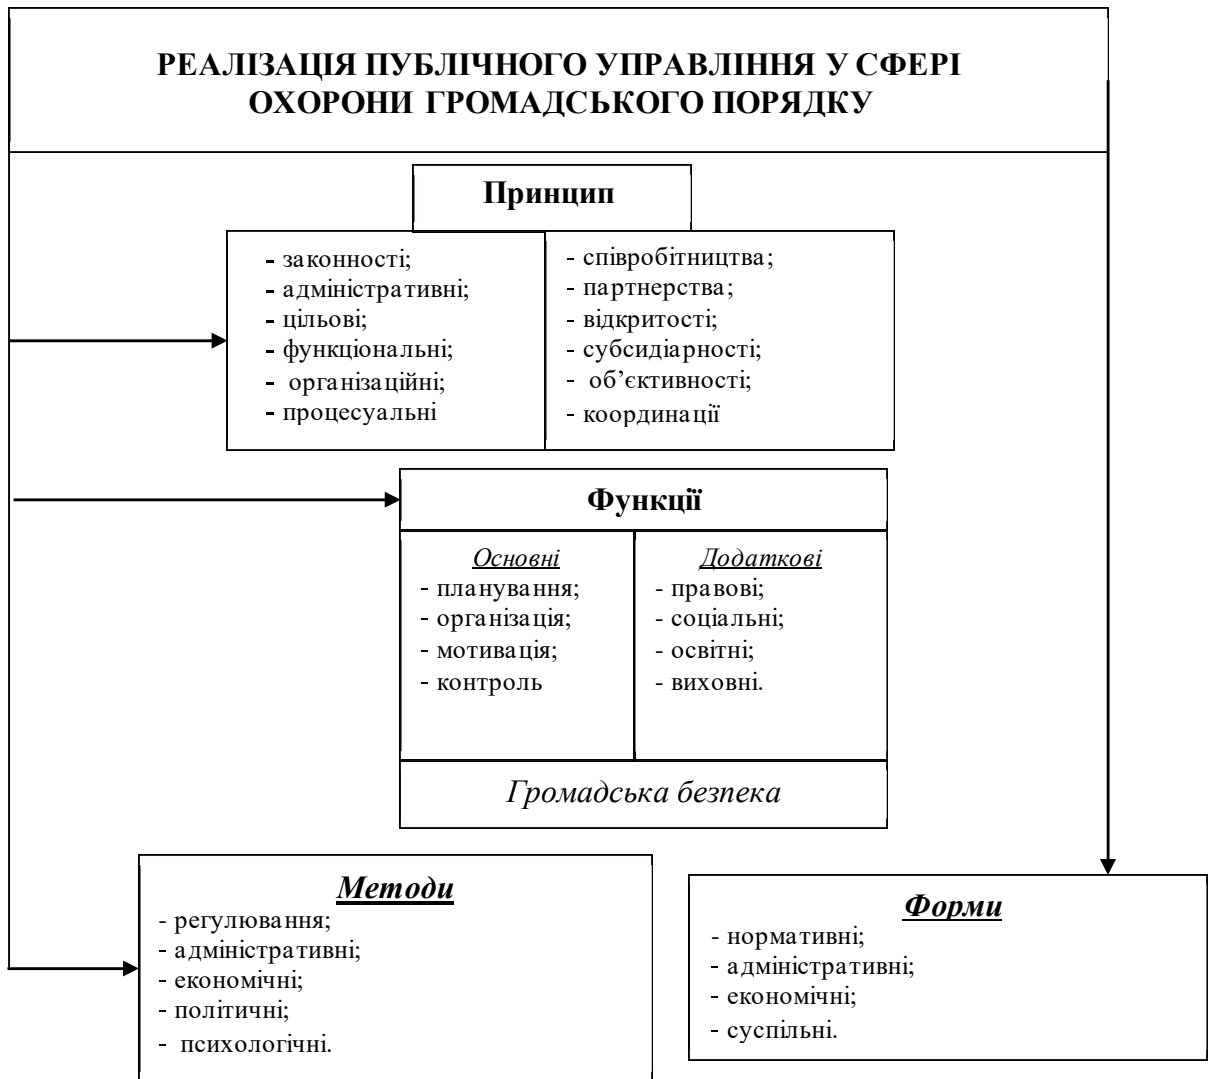 РЕАЛІЗАЦІЯ ПУБЛІЧНОГО УПРАВЛІННЯ У СФЕРІ
ОХОРОНИ ГРОМАДСЬКОГО ПОРЯДКУ
Принцип
- законності;
- адміністративні;
- цільові;
- функціональні;
- організаційні;
- процесуальні
- співробітництва;
- партнерства;
- відкритості;
- субсидіарності;
- об’єктивності;
- координації
Функції
Основні
- планування;
- організація;
- мотивація;
- контроль
Додаткові
- правові;
- соціальні;
- освітні;
- виховні.
Громадська безпека
Методи
- регулювання;
- адміністративні;
- економічні;
- політичні;
- психологічні.
Форми
- нормативні;
- адміністративні;
- економічні;
- суспільні.